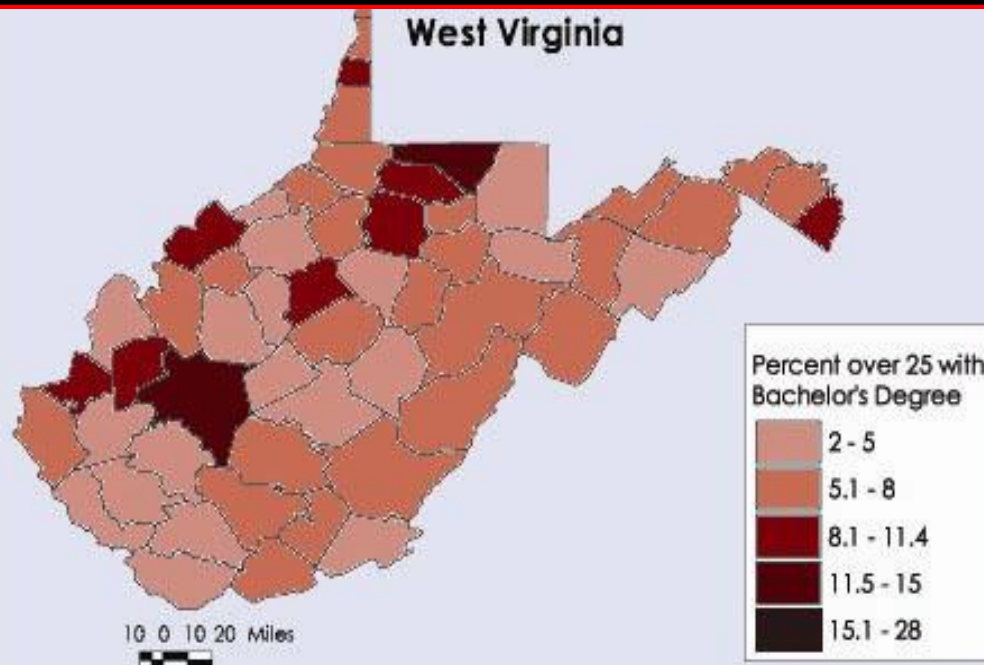 West Virginia
Percent over 25 with
Bachelor's Degree
2 - 5
5.1 - 8
8.1 - 11.4
11.5 - 15
15.1 - 28
10 0 10 20 Miles